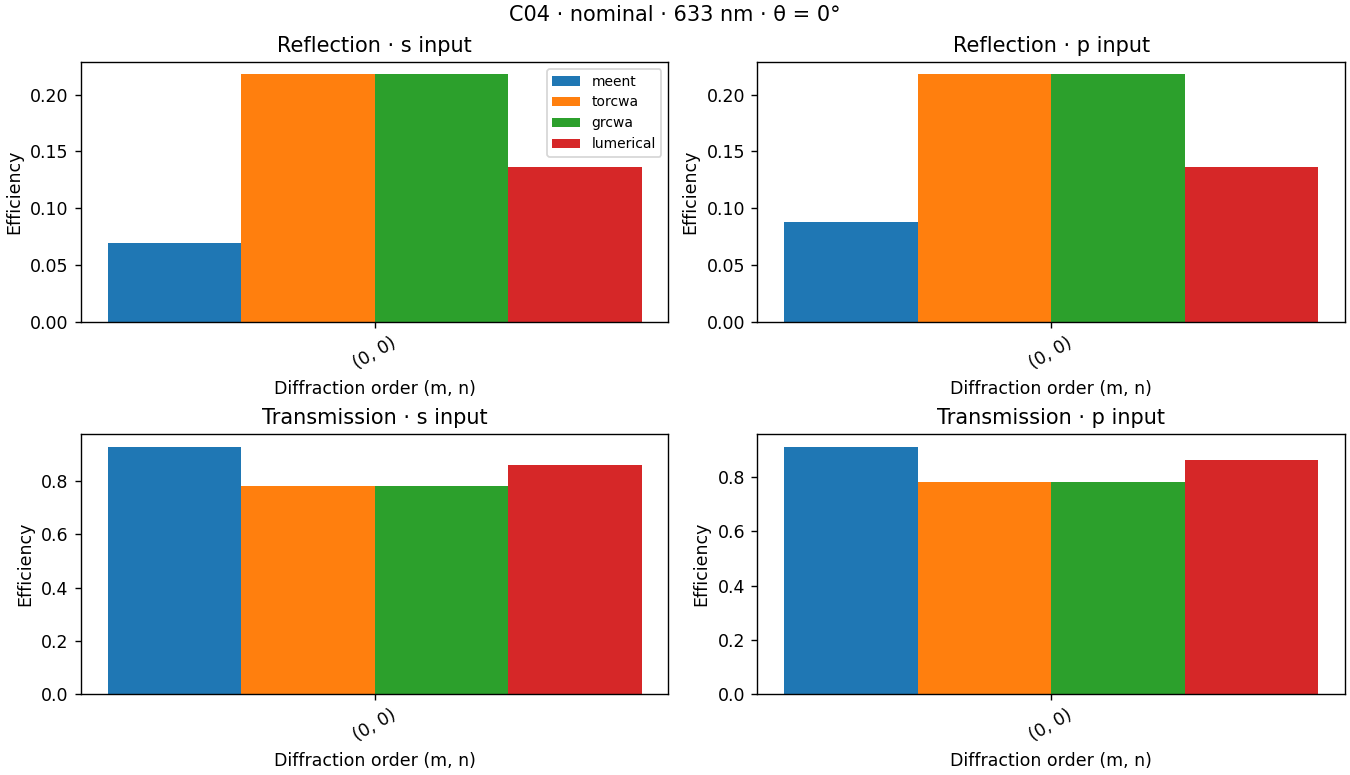 C04 · nominal · 633 nm · θ = 0°
Reflection · s input
Efficiency
0.20
0.15
0.10
0.05
0.00
meent
torcwa
grcwa
lumerical
(0, 0)
Diffraction order (m, n)
Reflection · p input
Efficiency
0.20
0.15
0.10
0.05
0.00
(0, 0)
Diffraction order (m, n)
Transmission · s input
Efficiency
0.8
0.6
0.4
0.2
0.0
(0, 0)
Diffraction order (m, n)
Transmission · p input
Efficiency
0.8
0.6
0.4
0.2
0.0
(0, 0)
Diffraction order (m, n)